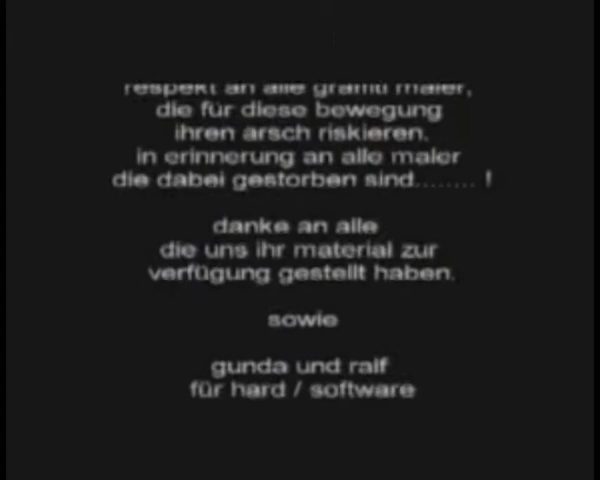 respekt an alle graffiti maler,
die für diese bewegung
ihren arsch riskieren.
in erinnerung an alle maler
die dabei gestorben sind........ !
danke an alle
die uns ihr material zur
verfügung gestellt haben.
sowie
gunda und ralf
für hard / software